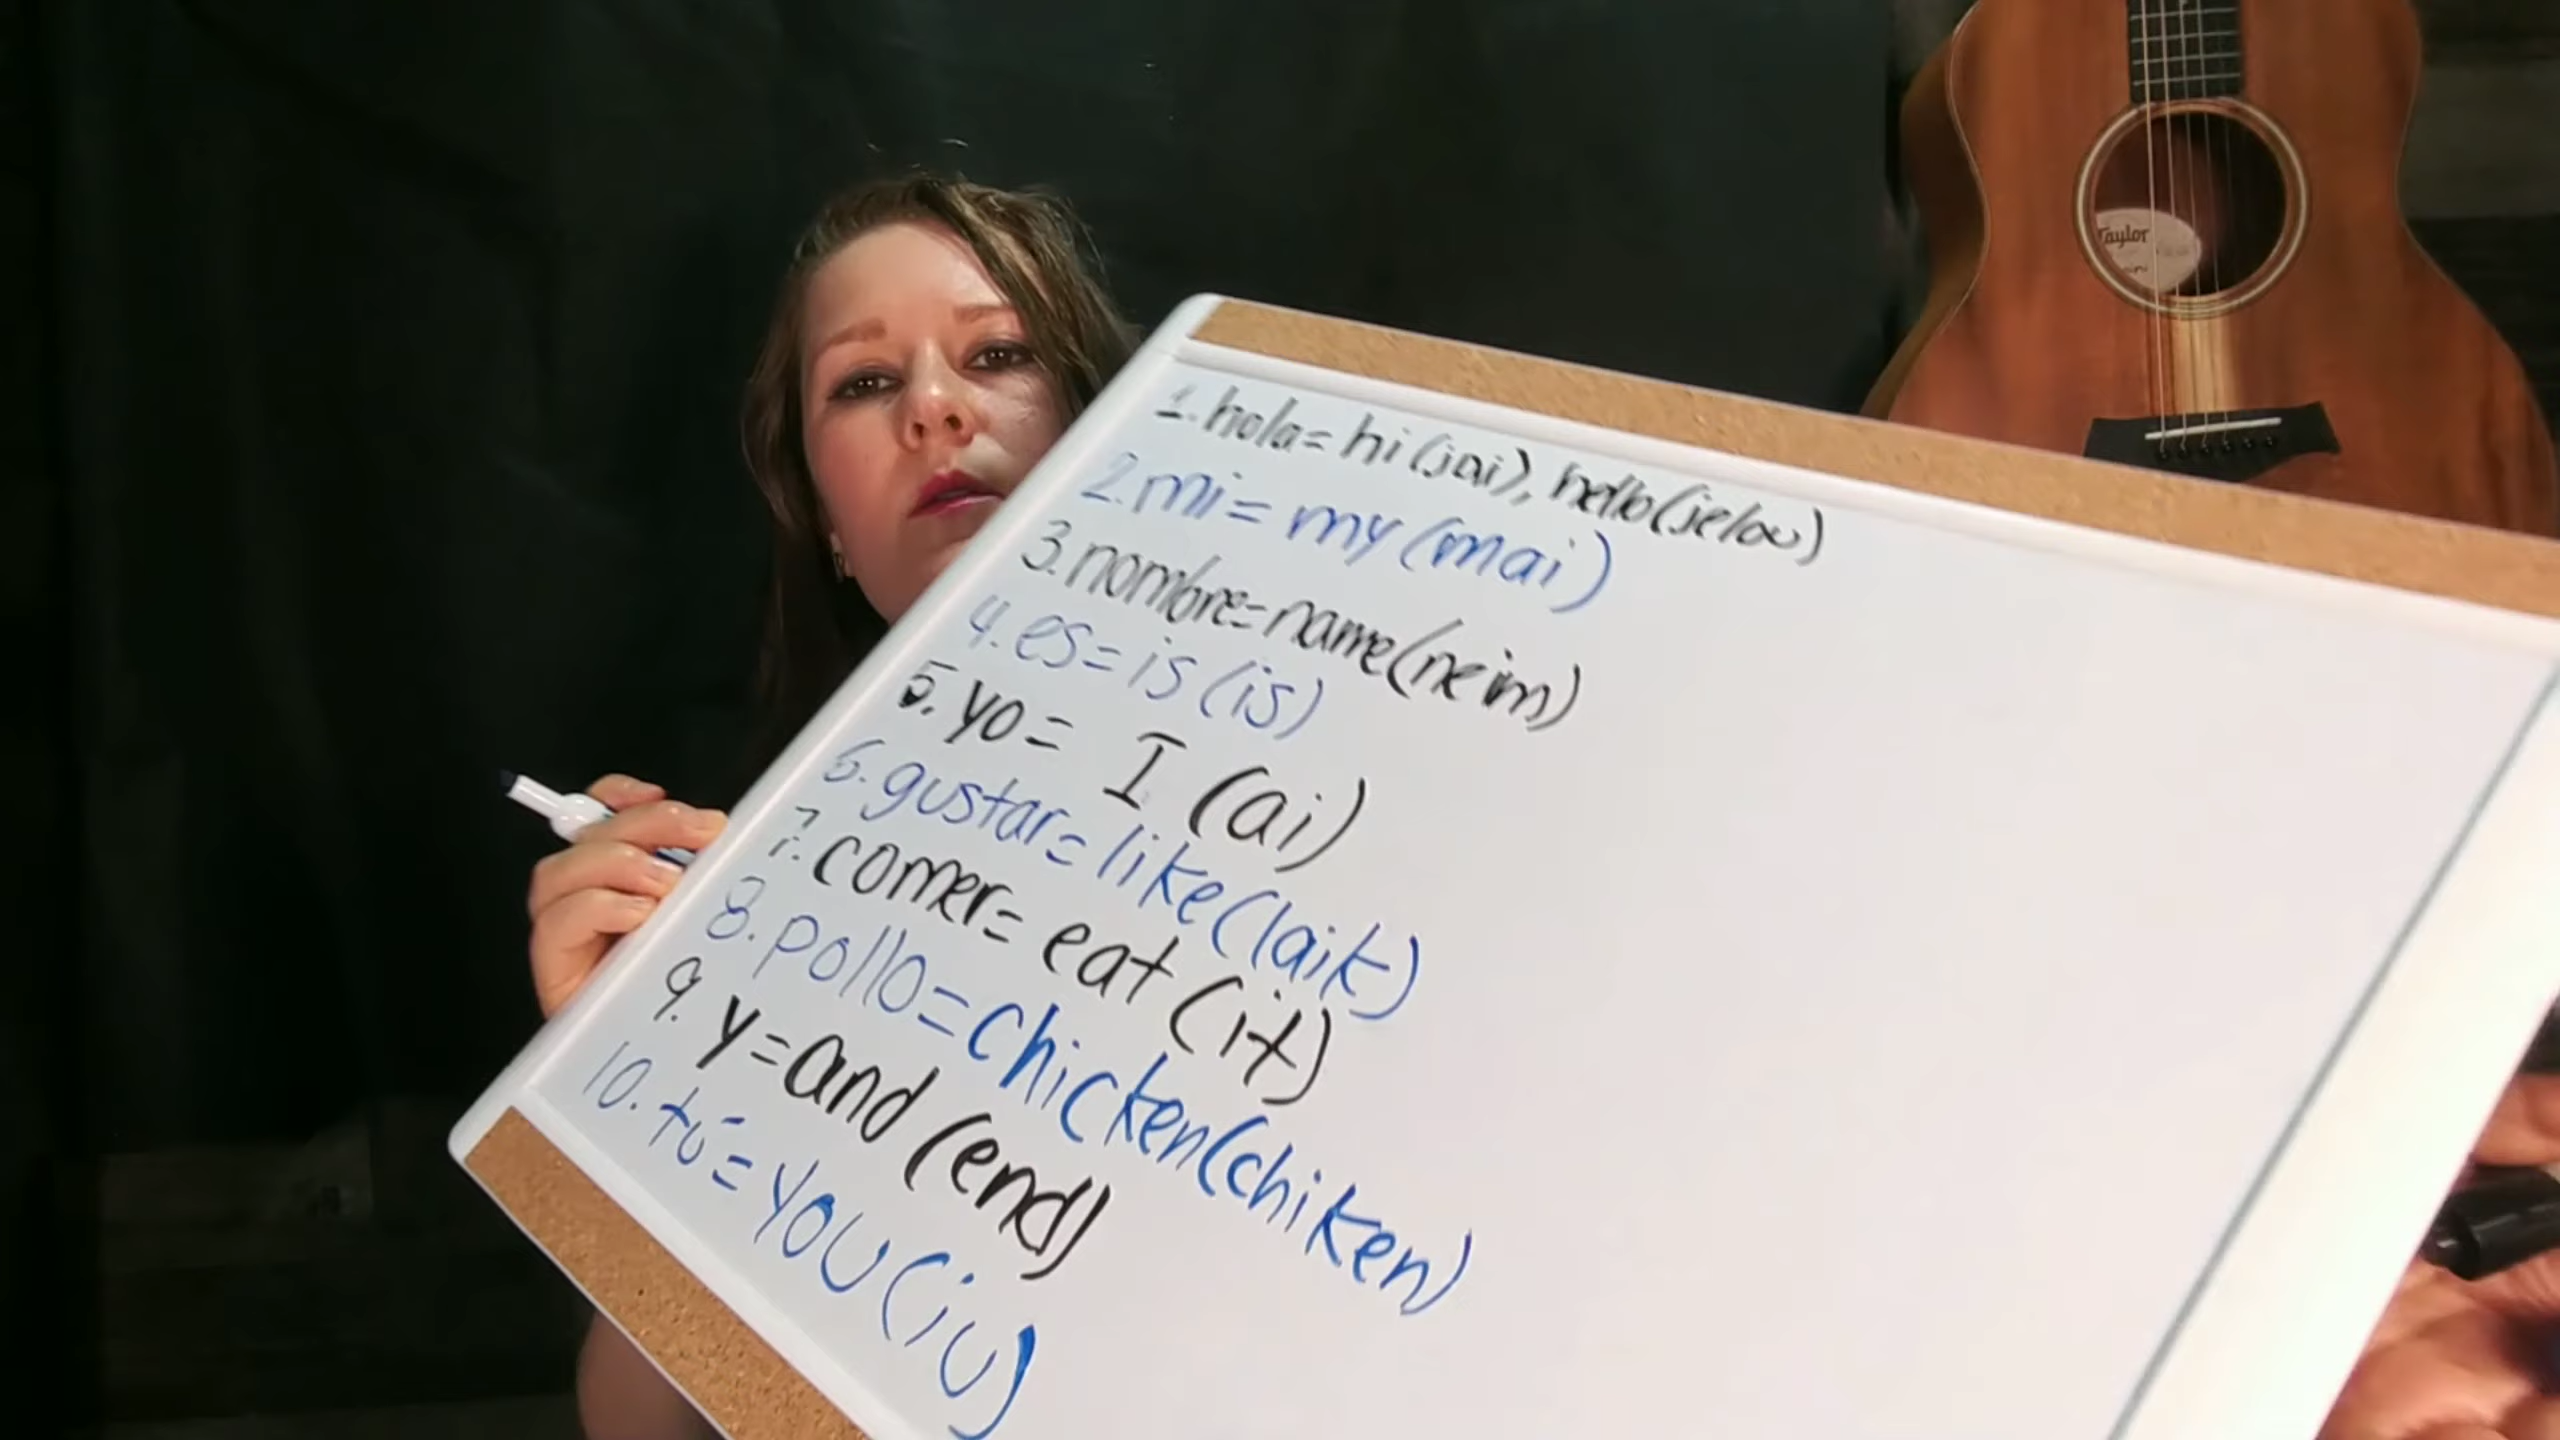 1. hola= hi (jai), hello (jelou)
2. mi= my (mai)
3. nombre= name (neim)
4. es= is (is)
5. yo= I (ai)
6. gustar= like (laik)
7. comer= eat (it)
8. pollo= chicken (chiken)
9. y= and (end)
10. tú= you (iu)
Taylor